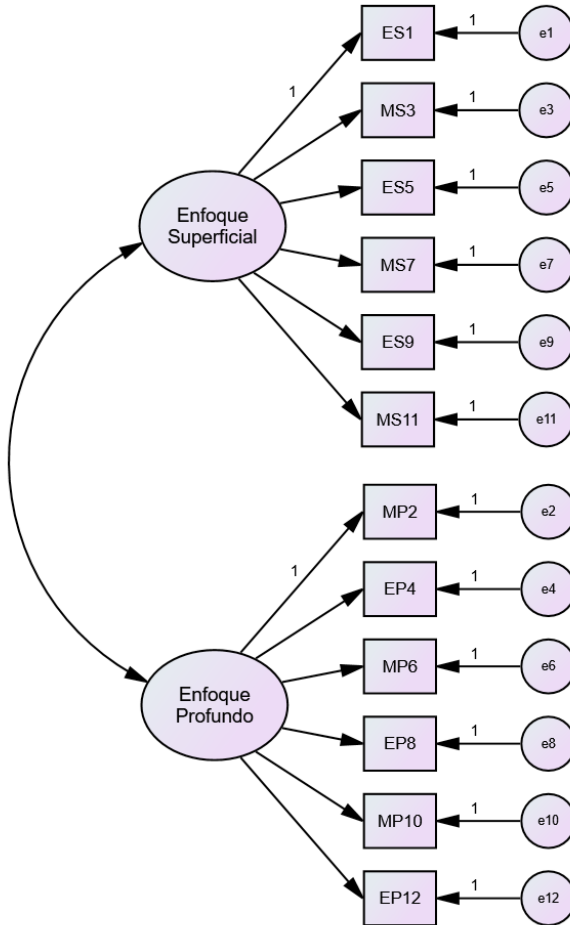 ES1
1
e1
1
MS3
1
e3
ES5
1
e5
Enfoque
Superficial
MS7
1
e7
ES9
1
e9
MS11
1
e11
MP2
1
e2
1
EP4
1
e4
MP6
1
e6
Enfoque
Profundo
EP8
1
e8
MP10
1
e10
EP12
1
e12